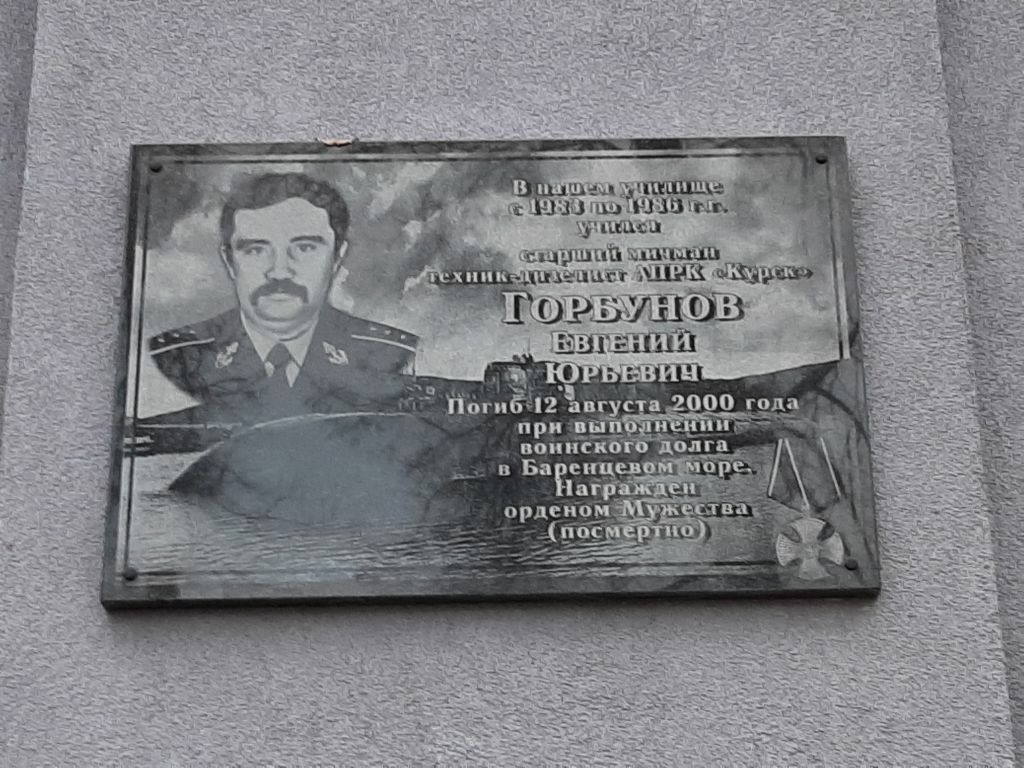 В нашем училище
с 1983 по 1986 г.г.
учился
старший мичман
техник-дизелист АПРК «Курск»
ГОРБУНОВ
ЕВГЕНИЙ
ЮРЬЕВИЧ
Погиб 12 августа 2000 года
при выполнении
воинского долга
в Баренцевом море.
Награжден
орденом Мужества
(посмертно)